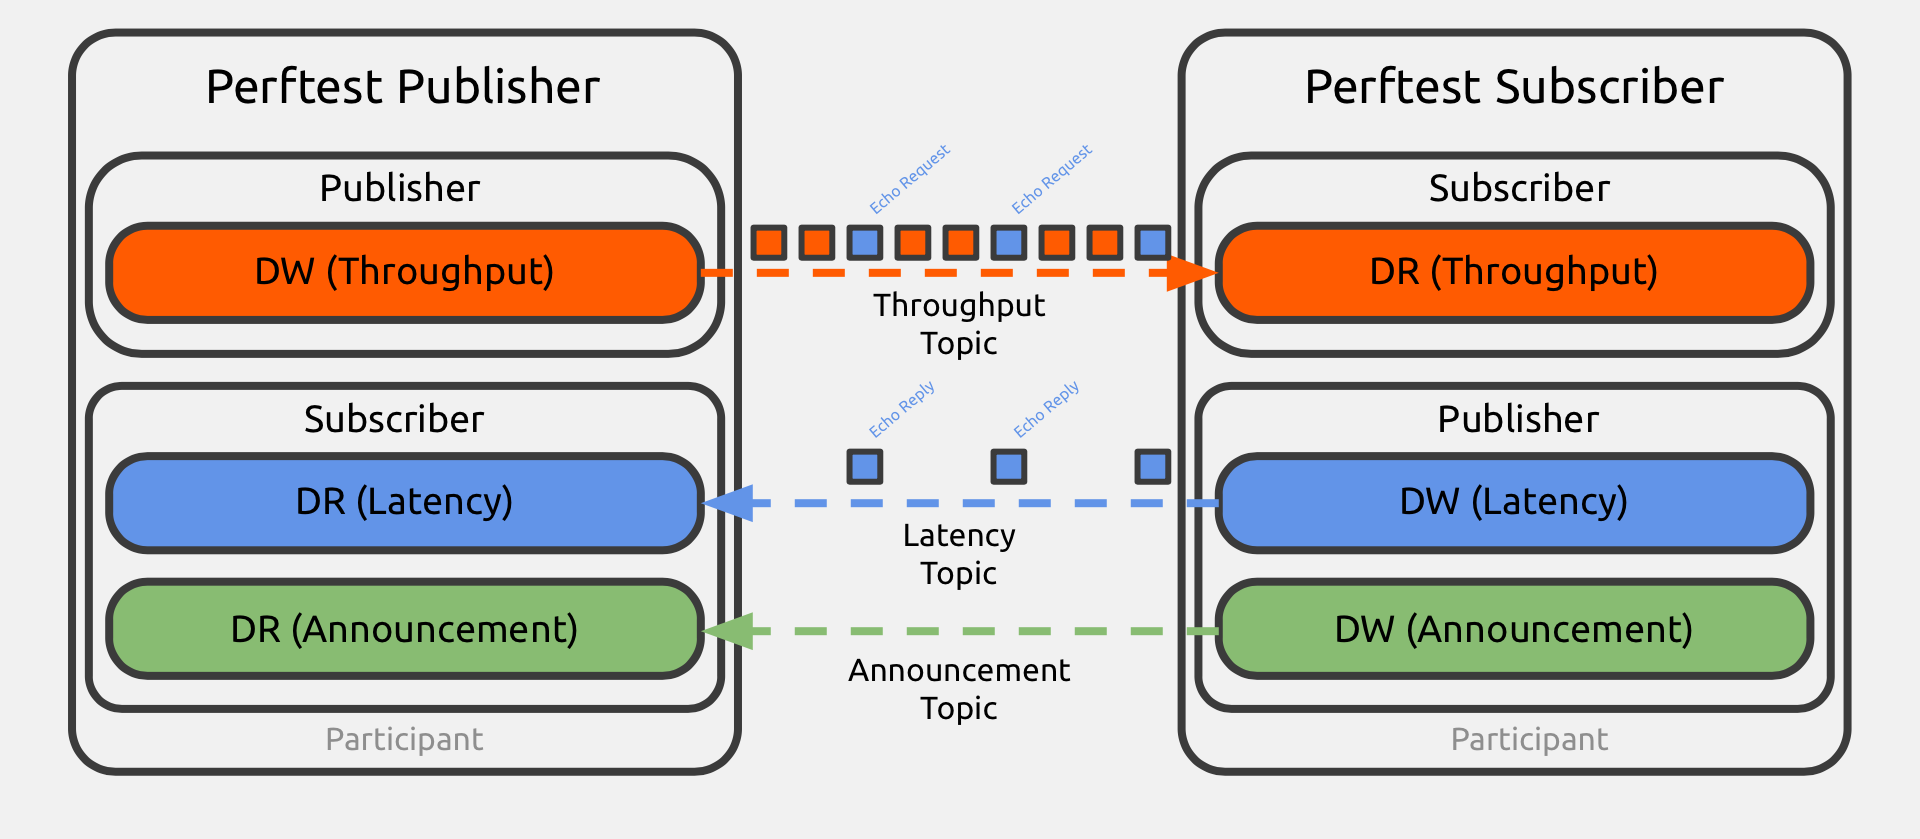 Perftest Publisher
Publisher
DW (Throughput)
Subscriber
DR (Latency)
DR (Announcement)
Participant
Echo Request
Echo Request
Throughput
Topic
Echo Reply
Echo Reply
Latency
Topic
Announcement
Topic
Perftest Subscriber
Subscriber
DR (Throughput)
Publisher
DW (Latency)
DW (Announcement)
Participant